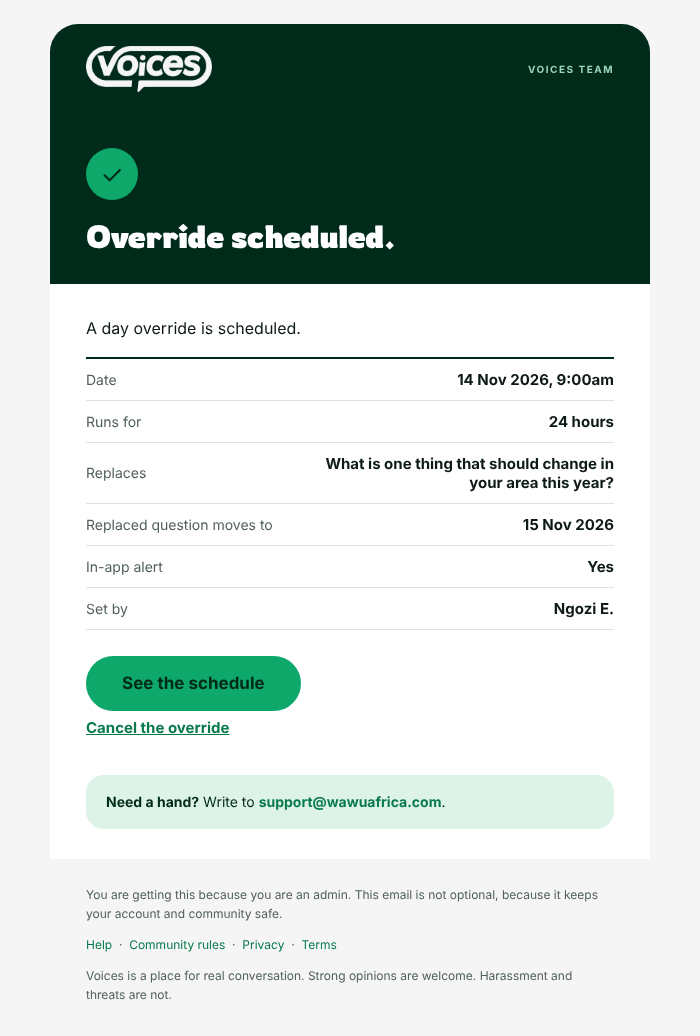 Voices
VOICES TEAM
Override scheduled.
A day override is scheduled.
Date
14 Nov 2026, 9:00am
Runs for
24 hours
Replaces
What is one thing that should change in
your area this year?
Replaced question moves to
15 Nov 2026
In-app alert
Yes
Set by
Ngozi E.
See the schedule
Cancel the override
Need a hand? Write to support@wawuafrica.com.
You are getting this because you are an admin. This email is not optional, because it keeps
your account and community safe.
Help · Community rules · Privacy · Terms
Voices is a place for real conversation. Strong opinions are welcome. Harassment and
threats are not.